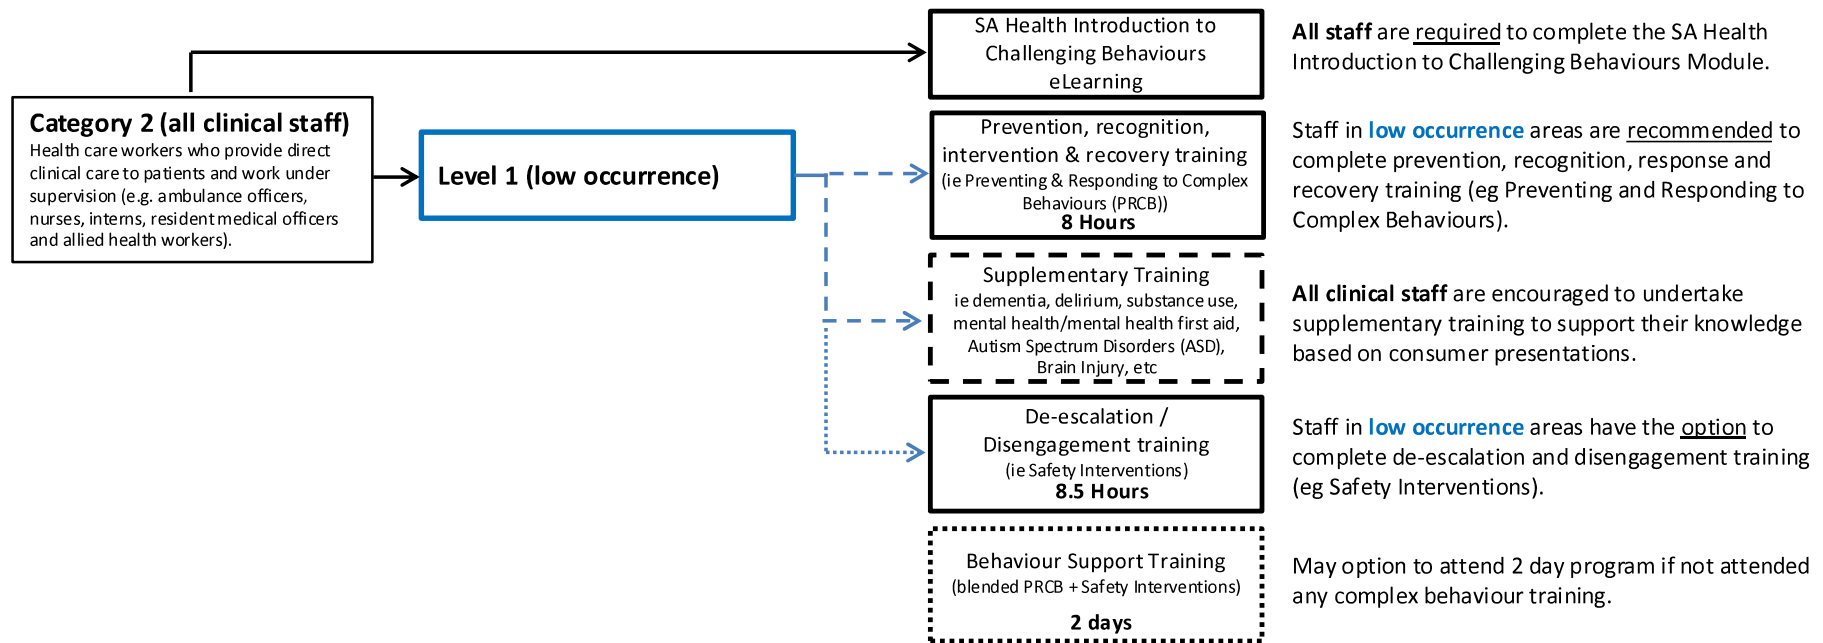 SA Health Introduction to
Challenging Behaviours
eLearning
All staff are required to complete the SA Health
Introduction to Challenging Behaviours Module.
Category 2 (all clinical staff)
Health care workers who provide direct
clinical care to patients and work under
supervision (e.g. ambulance officers,
nurses, interns, resident medical officers
and allied health workers).
Level 1 (low occurrence)
Prevention, recognition,
intervention & recovery training
(ie Preventing & Responding to Complex
Behaviours (PRCB))
8 Hours
Staff in low occurrence areas are recommended to
complete prevention, recognition, response and
recovery training (eg Preventing and Responding to
Complex Behaviours).
Supplementary Training
ie dementia, delirium, substance use,
mental health/mental health first aid,
Autism Spectrum Disorders (ASD),
Brain Injury, etc
All clinical staff are encouraged to undertake
supplementary training to support their knowledge
based on consumer presentations.
De-escalation /
Disengagement training
(ie Safety Interventions)
8.5 Hours
Staff in low occurrence areas have the option to
complete de-escalation and disengagement training
(eg Safety Interventions).
Behaviour Support Training
(blended PRCB + Safety Interventions)
2 days
May option to attend 2 day program if not attended
any complex behaviour training.